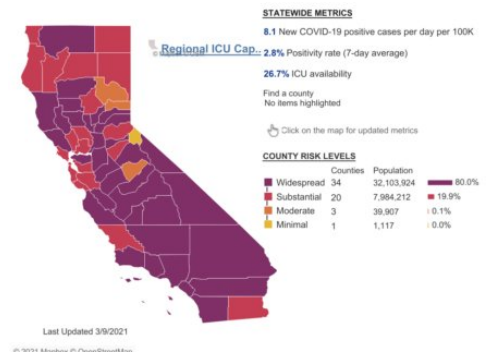 STATEWIDE METRICS
8.1 New COVID-19 positive cases per day per 100K
Regional ICU Cap..
2.8% Positivity rate (7-day average)
26.7% ICU availability
Find a county
No items highlighted
Click on the map for updated metrics
COUNTY RISK LEVELS
Counties Population
Widespread 34 32,103,924 80.0%
Substantial 20 7,984,212 19.9%
Moderate 3 39,907 0.1%
Minimal 1 1,117 0.0%
Last Updated 3/9/2021
© 2021 Mapbox © OpenStreetMap